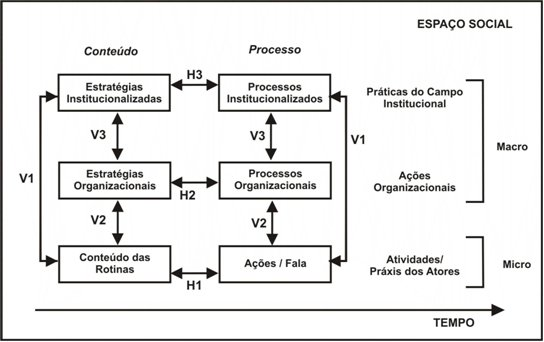 ESPAÇO SOCIAL
Conteúdo
Processo
H3
Estratégias
Institucionalizadas
Processos
Institucionalizados
Práticas do Campo
Institucional
V3
V3
V1
Macro
V1
Estratégias
Organizacionais
H2
Processos
Organizacionais
Ações
Organizacionais
V2
V2
Conteúdo das
Rotinas
H1
Ações / Fala
Atividades/
Práxis dos Atores
Micro
TEMPO